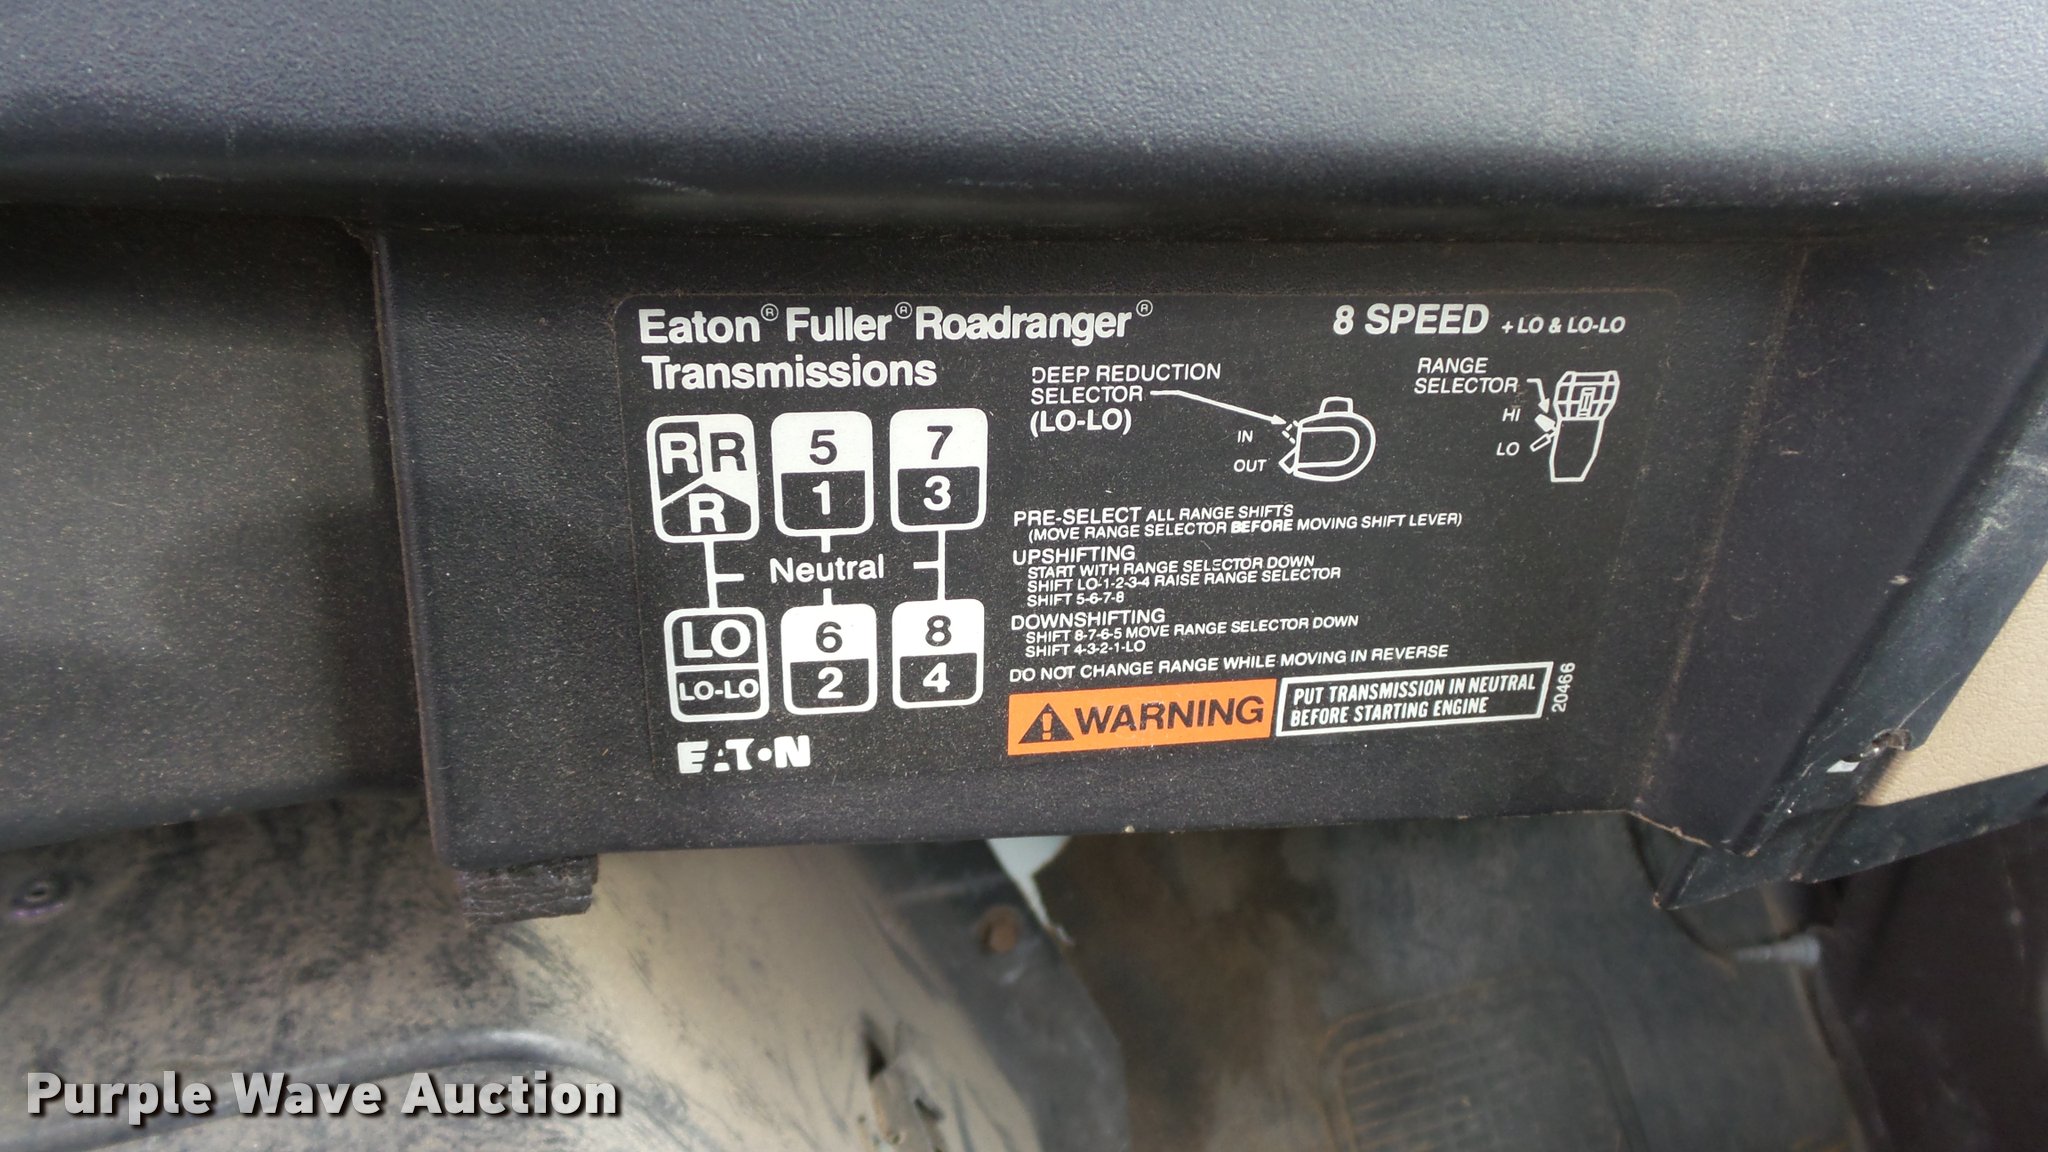 Eaton® Fuller® Roadranger®
Transmissions
8 SPEED + LO & LO-LO
DEEP REDUCTION
SELECTOR
(LO-LO)
IN
OUT
RANGE
SELECTOR
HI
LO
R R 5 7
R 1 3
Neutral
LO 6 8
LO-LO 2 4
PRE-SELECT ALL RANGE SHIFTS
(MOVE RANGE SELECTOR BEFORE MOVING SHIFT LEVER)
UPSHIFTING
START WITH RANGE SELECTOR DOWN
SHIFT LO-1-2-3-4 RAISE RANGE SELECTOR
SHIFT 5-6-7-8
DOWNSHIFTING
SHIFT 8-7-6-5 MOVE RANGE SELECTOR DOWN
SHIFT 4-3-2-1-LO
DO NOT CHANGE RANGE WHILE MOVING IN REVERSE
WARNING
PUT TRANSMISSION IN NEUTRAL
BEFORE STARTING ENGINE
20466
EATON
Purple Wave Auction